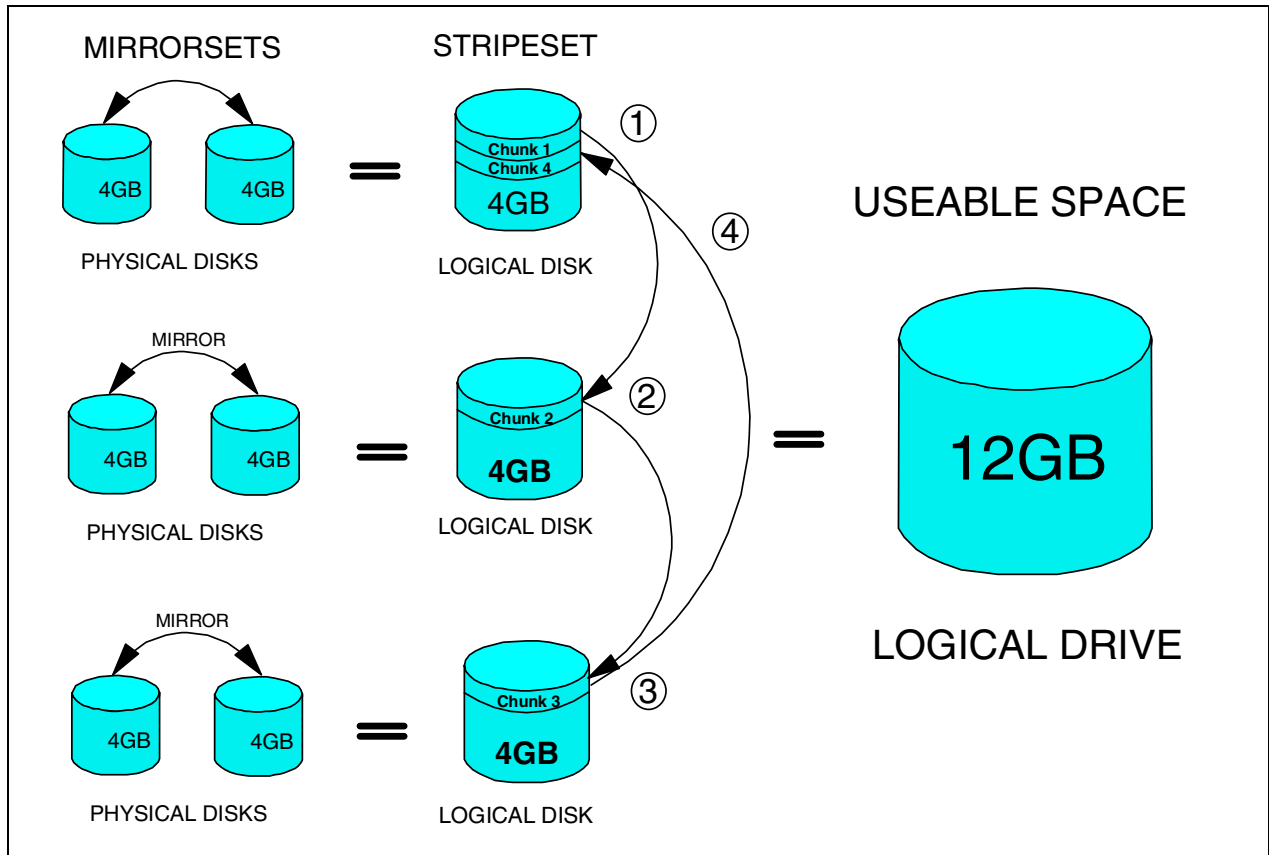 MIRRORSETS
STRIPESET
4GB
4GB
PHYSICAL DISKS
Chunk 1
Chunk 4
4GB
LOGICAL DISK
①
④
MIRROR
4GB
4GB
PHYSICAL DISKS
Chunk 2
4GB
LOGICAL DISK
②
MIRROR
4GB
4GB
PHYSICAL DISKS
Chunk 3
4GB
LOGICAL DISK
③
USEABLE SPACE
12GB
LOGICAL DRIVE